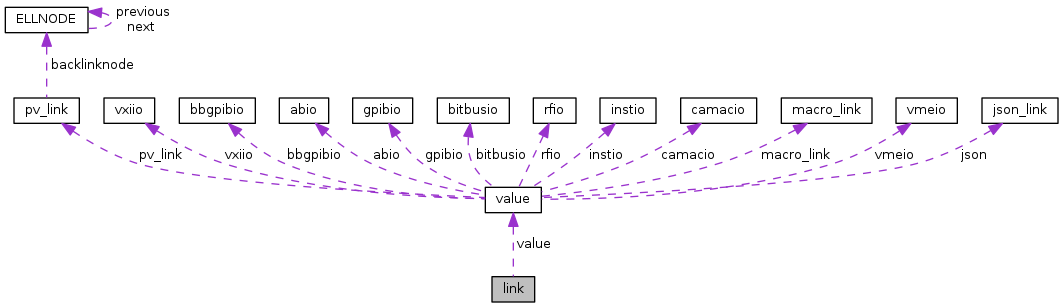 ELLNODE
previous
next
backlinknode
pv_link
vxiio
bbgpibio
abio
gpibio
bitbusio
rfio
instio
camacio
macro_link
vmeio
json_link
pv_link
vxiio
bbgpibio
abio
gpibio
bitbusio
rfio
instio
camacio
macro_link
vmeio
json
value
value
link